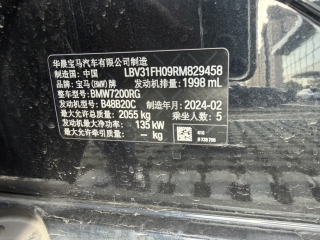 华晨宝马汽车有限公司制造
制造国: 中国 LBV31FH09RM829458
品牌: 宝马(BMW)牌 发动机排量: 1998 mL
整车型号: BMW7200RG
发动机型号: B48B20C 制造年月: 2024-02
最大允许总质量: 2055 kg 乘坐人数: 5
发动机最大净功率: 135 kW
最大允许牵引质量: — kg